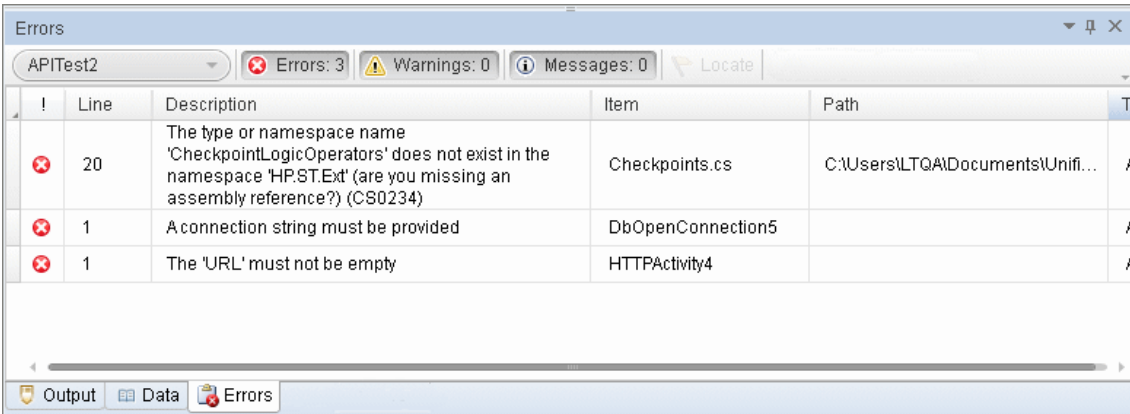 Errors
APITest2 Errors: 3 Warnings: 0 Messages: 0 Locate
! Line Description Item Path T
The type or namespace name
'CheckpointLogicOperators' does not exist in the
20 namespace 'HP.ST.Ext' (are you missing an Checkpoints.cs C:\Users\LTQA\Documents\Unifi...
assembly reference?) (CS0234)
1 A connection string must be provided DbOpenConnection5
1 The 'URL' must not be empty HTTPActivity4
Output Data Errors